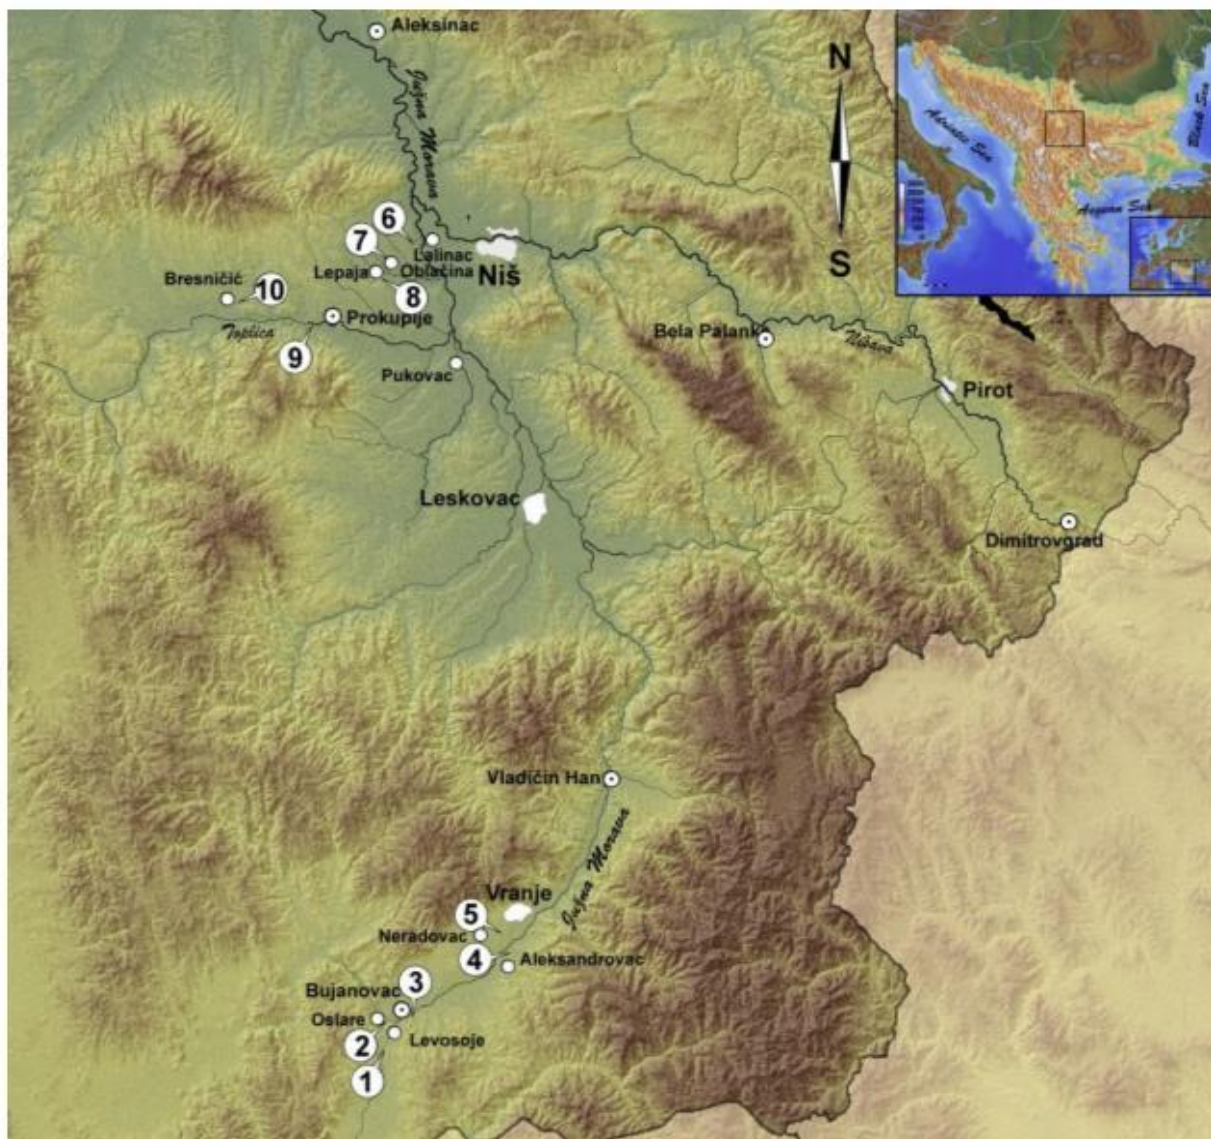 Aleksinac
N
Južna Morava
Adriatic Sea
Black Sea
Aegean Sea
6
7
Lalinac
Oblačina
Lepaja
Niš
S
Bresničić
10
8
Prokuplje
Toplica
9
Bela Palanka
Nišava
Pukovac
Pirot
Leskovac
Dimitrovgrad
Vladičin Han
Južna Morava
Vranje
5
Neradovac
4
Aleksandrovac
3
Bujanovac
Oslare
2
Levosoje
1